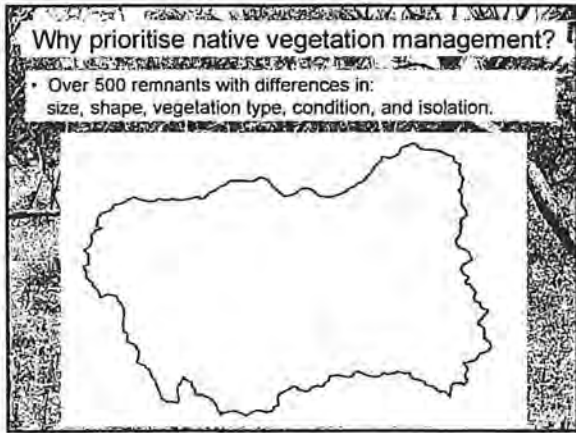 Why prioritise native vegetation management?
• Over 500 remnants with differences in:
size, shape, vegetation type, condition, and isolation.